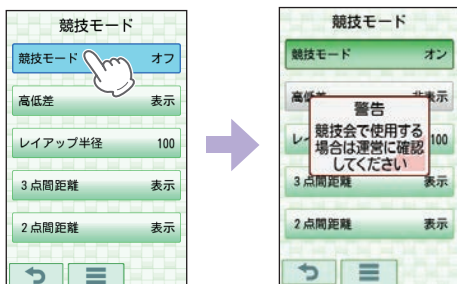 競技モード
競技モード オフ
高低差 表示
レイアップ半径 100
3点間距離 表示
2点間距離 表示
競技モード
競技モード オン
警告
競技会で使用する
場合は運営に確認
してください
100
3点間距離 表示
2点間距離 表示